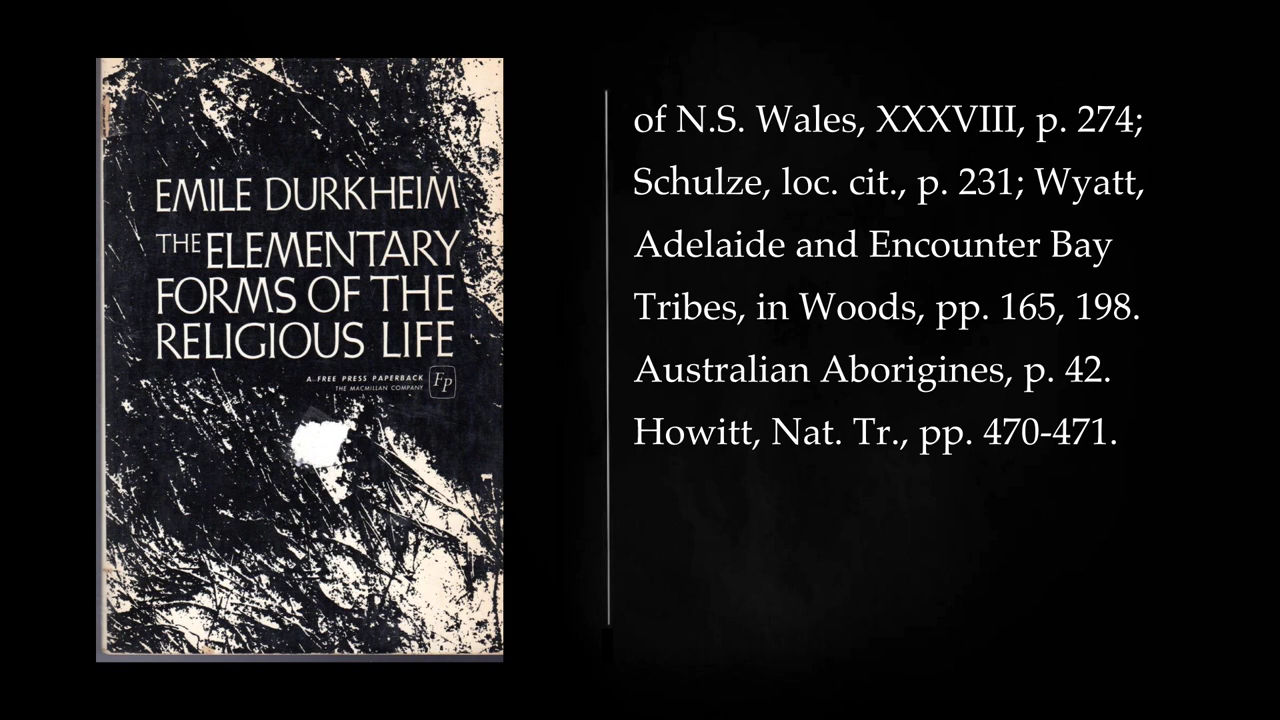 EMILE DURKHEIM
THE ELEMENTARY
FORMS OF THE
RELIGIOUS LIFE
A FREE PRESS PAPERBACK
THE MACMILLAN COMPANY
Fp
of N.S. Wales, XXXVIII, p. 274;
Schulze, loc. cit., p. 231; Wyatt,
Adelaide and Encounter Bay
Tribes, in Woods, pp. 165, 198.
Australian Aborigines, p. 42.
Howitt, Nat. Tr., pp. 470-471.